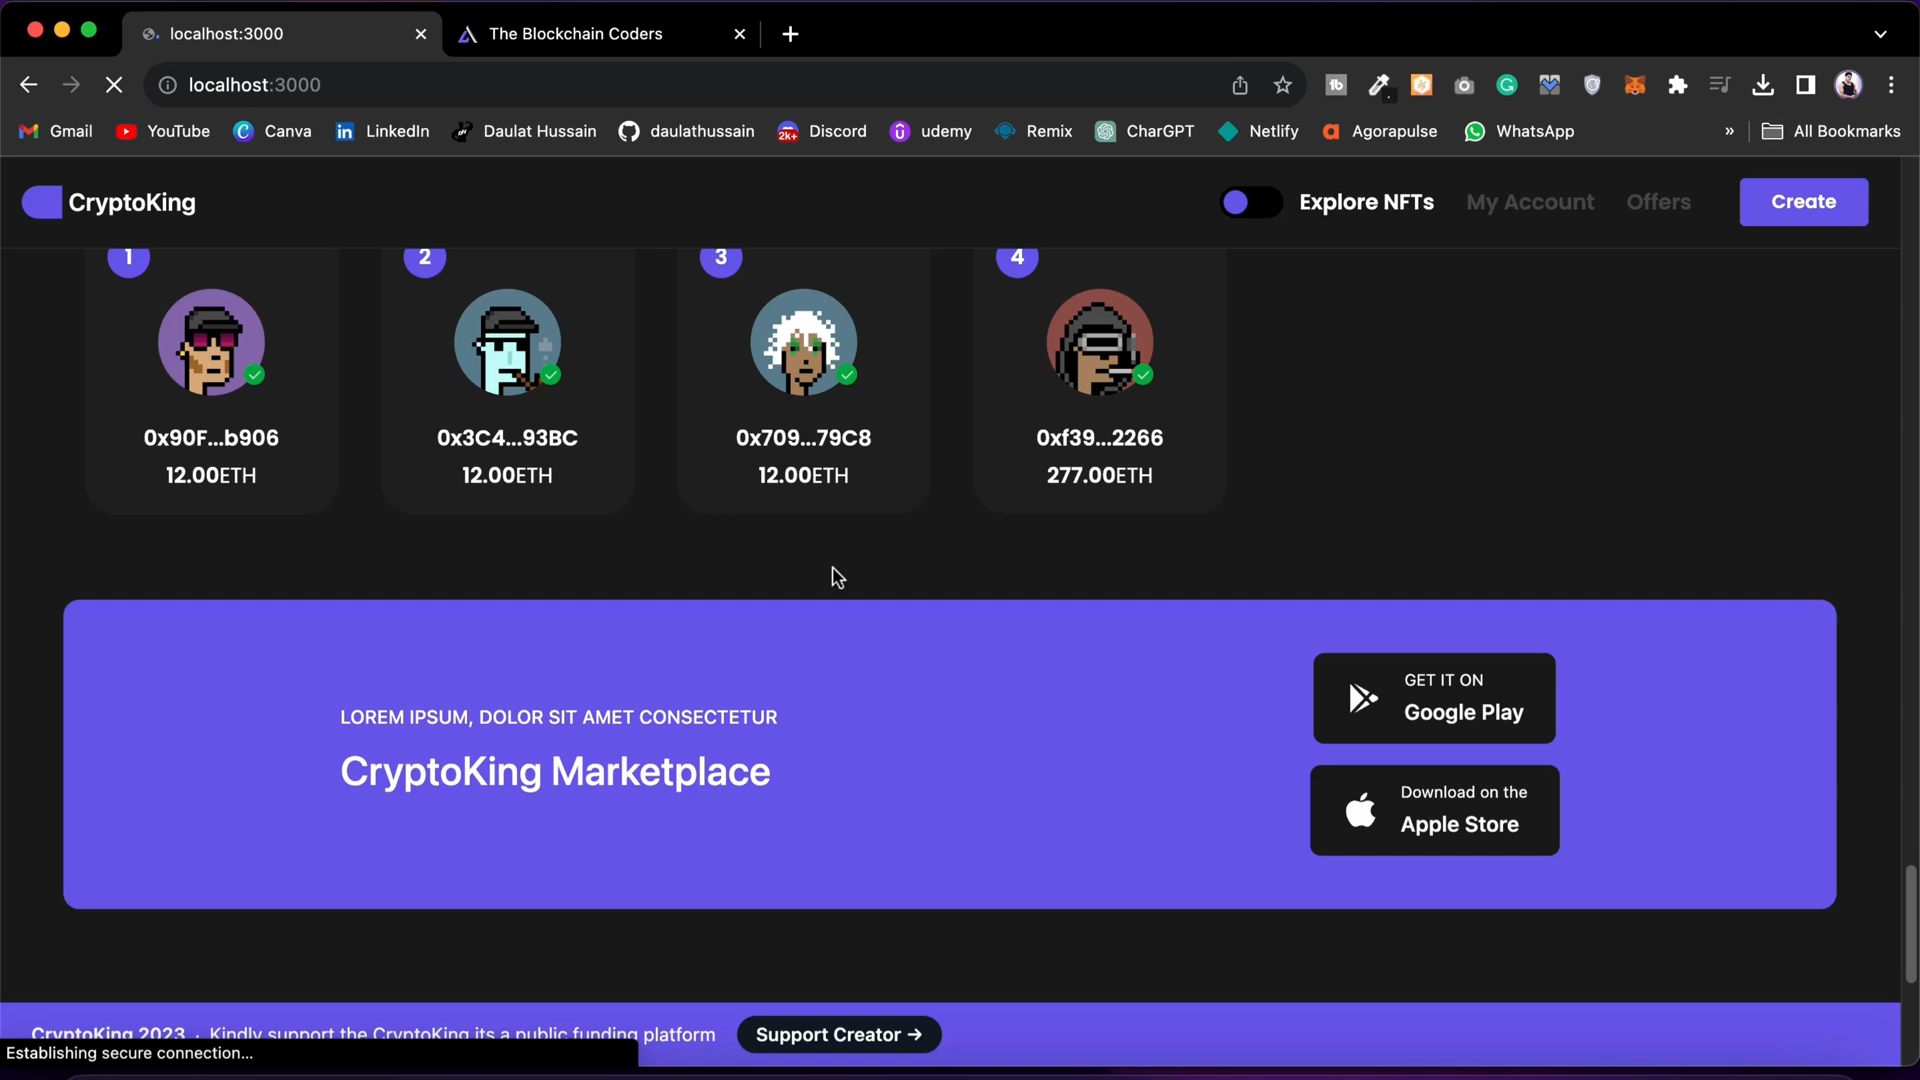 localhost:3000
The Blockchain Coders
localhost:3000
Gmail
YouTube
Canva
LinkedIn
Daulat Hussain
daulathussain
Discord
udemy
Remix
CharGPT
Netlify
Agorapulse
WhatsApp
»
All Bookmarks
CryptoKing
Explore NFTs
My Account
Offers
Create
1
2
3
4
0x90F...b906
0x3C4...93BC
0x709...79C8
0xf39...2266
12.00ETH
12.00ETH
12.00ETH
277.00ETH
LOREM IPSUM, DOLOR SIT AMET CONSECTETUR
CryptoKing Marketplace
GET IT ON
Google Play
Download on the
Apple Store
CryptoKing 2023 · Kindly support the CryptoKing its a public funding platform
Support Creator →
Establishing secure connection...